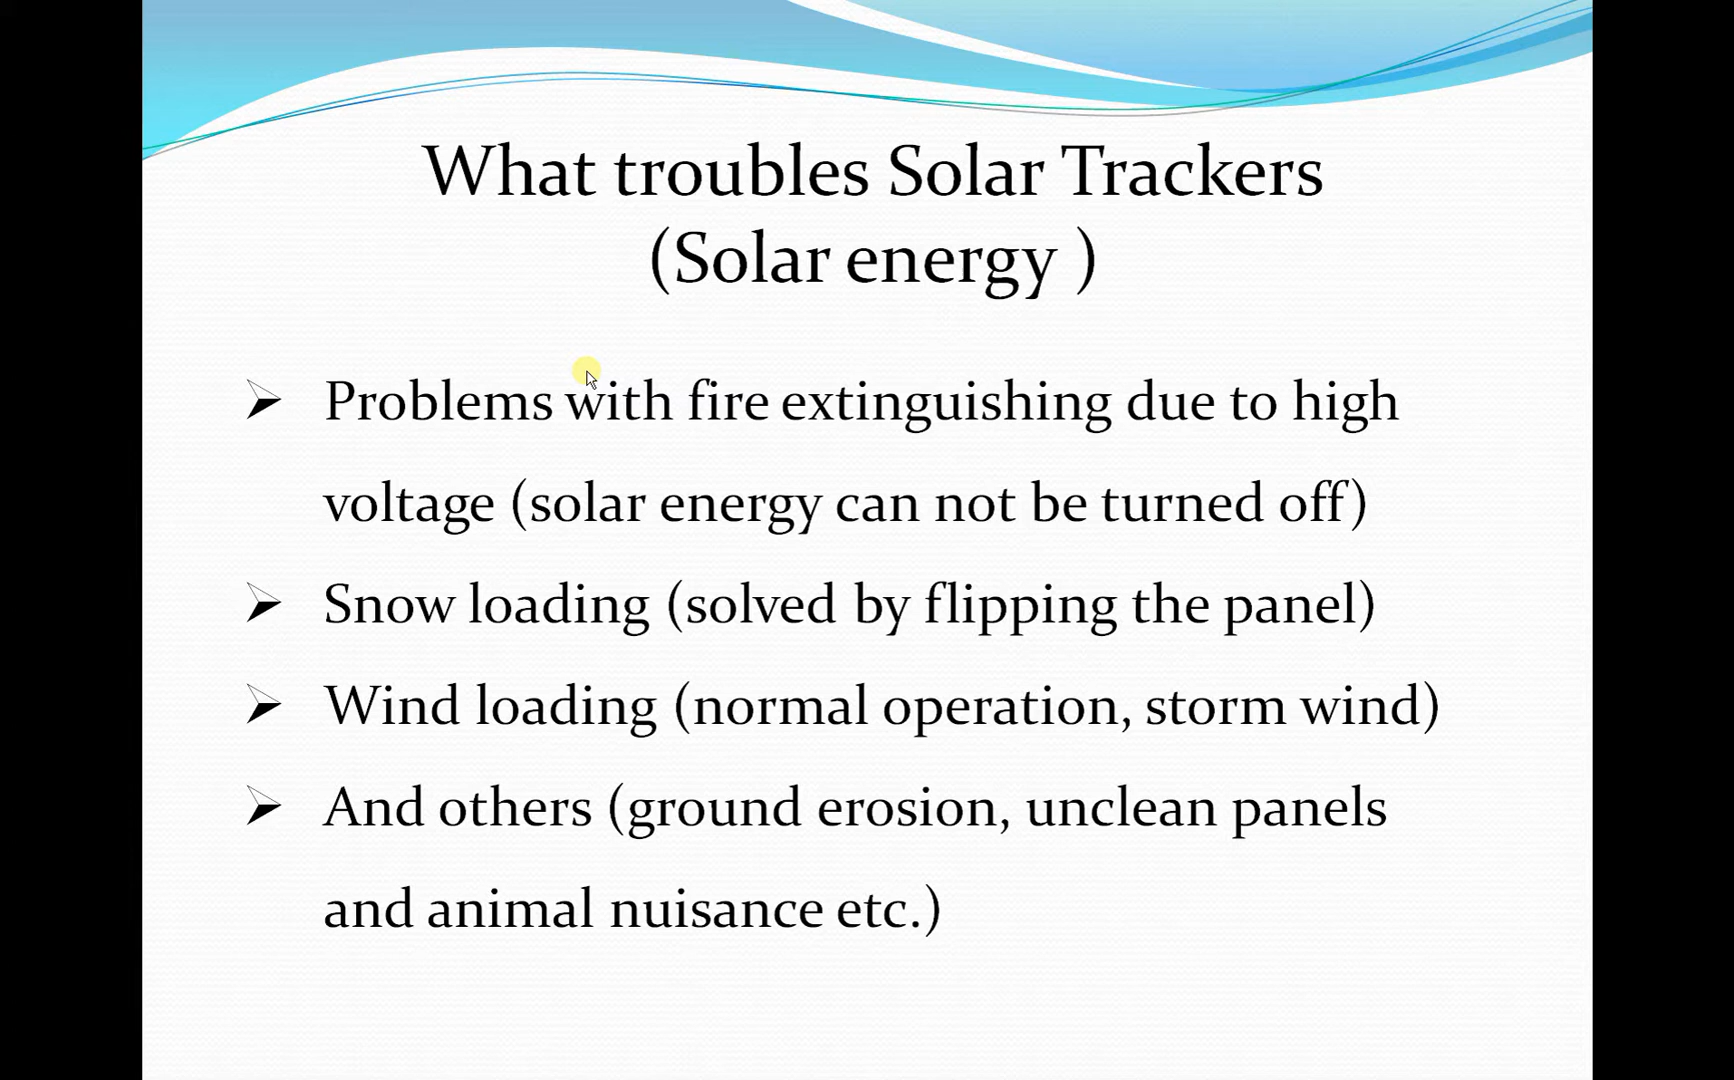 What troubles Solar Trackers
(Solar energy )
Problems with fire extinguishing due to high
voltage (solar energy can not be turned off)
Snow loading (solved by flipping the panel)
Wind loading (normal operation, storm wind)
And others (ground erosion, unclean panels
and animal nuisance etc.)